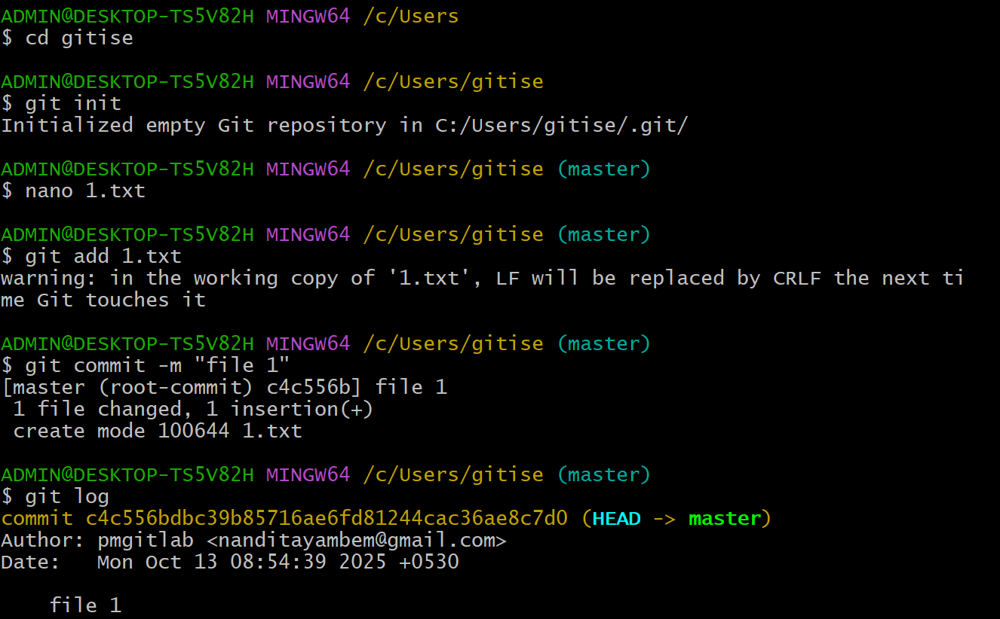 ADMIN@DESKTOP-TS5V82H MINGW64 /c/Users
$ cd gitise

ADMIN@DESKTOP-TS5V82H MINGW64 /c/Users/gitise
$ git init
Initialized empty Git repository in C:/Users/gitise/.git/

ADMIN@DESKTOP-TS5V82H MINGW64 /c/Users/gitise (master)
$ nano 1.txt

ADMIN@DESKTOP-TS5V82H MINGW64 /c/Users/gitise (master)
$ git add 1.txt
warning: in the working copy of '1.txt', LF will be replaced by CRLF the next ti
me Git touches it

ADMIN@DESKTOP-TS5V82H MINGW64 /c/Users/gitise (master)
$ git commit -m "file 1"
[master (root-commit) c4c556b] file 1
 1 file changed, 1 insertion(+)
 create mode 100644 1.txt

ADMIN@DESKTOP-TS5V82H MINGW64 /c/Users/gitise (master)
$ git log
commit c4c556bdbc39b85716ae6fd81244cac36ae8c7d0 (HEAD -> master)
Author: pmgitlab <nanditayambem@gmail.com>
Date:   Mon Oct 13 08:54:39 2025 +0530

    file 1